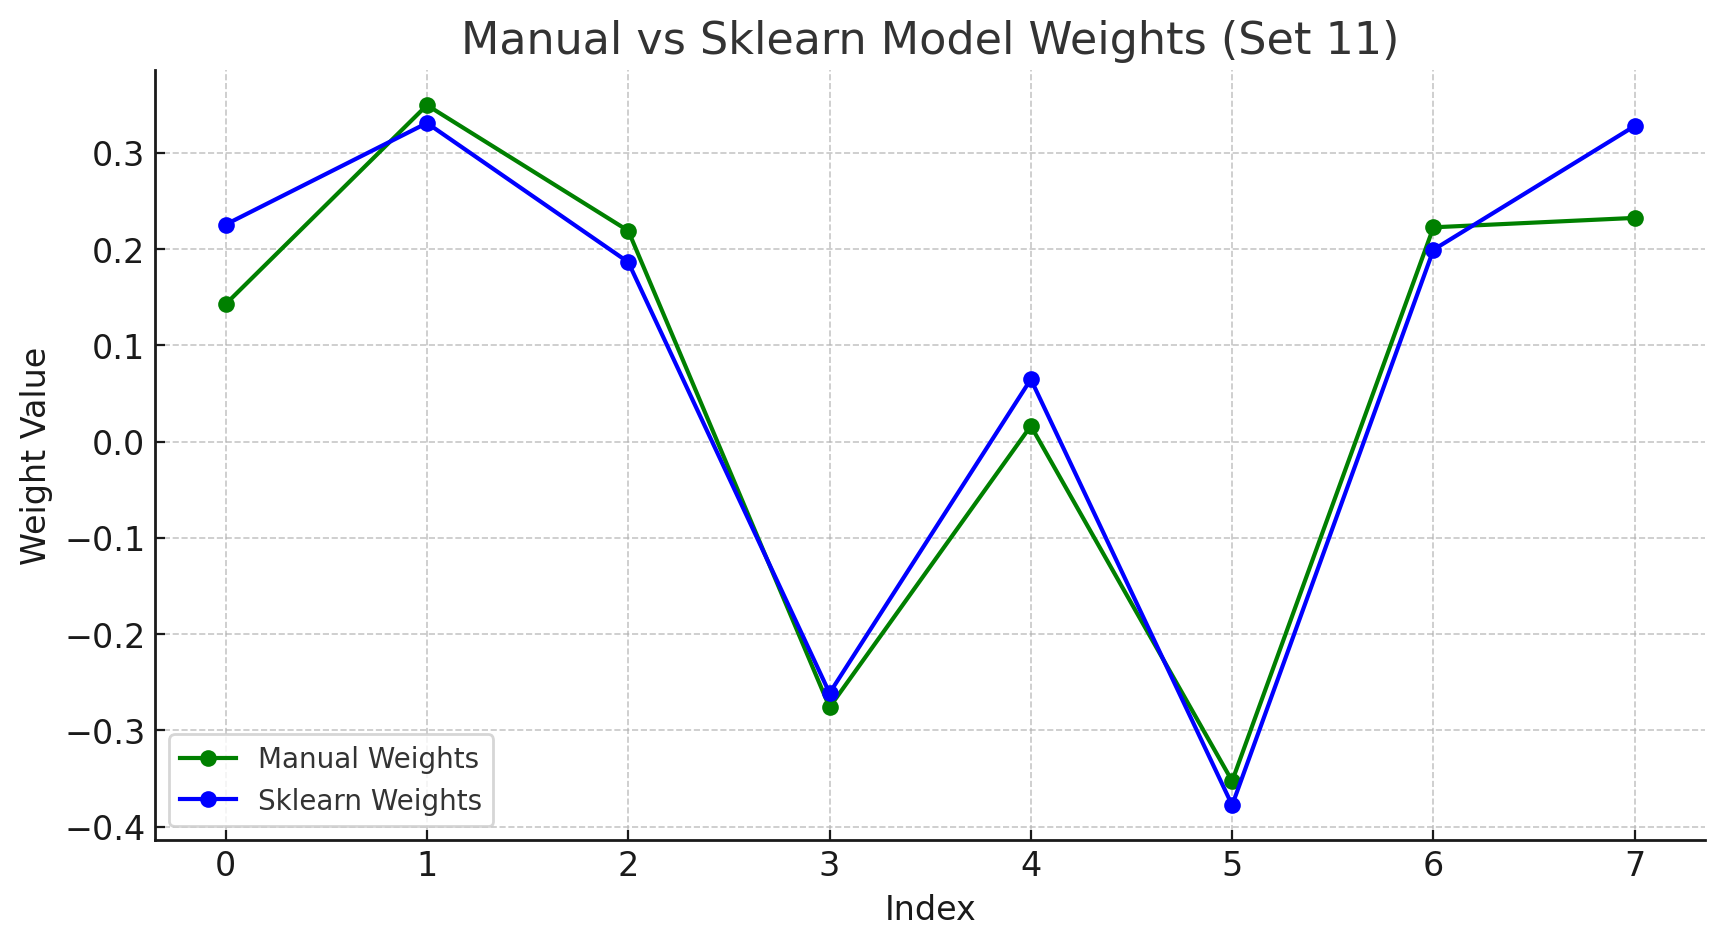 Manual vs Sklearn Model Weights (Set 11)
Weight Value
0.3
0.2
0.1
0.0
−0.1
−0.2
−0.3
−0.4
Manual Weights
Sklearn Weights
0 1 2 3 4 5 6 7
Index